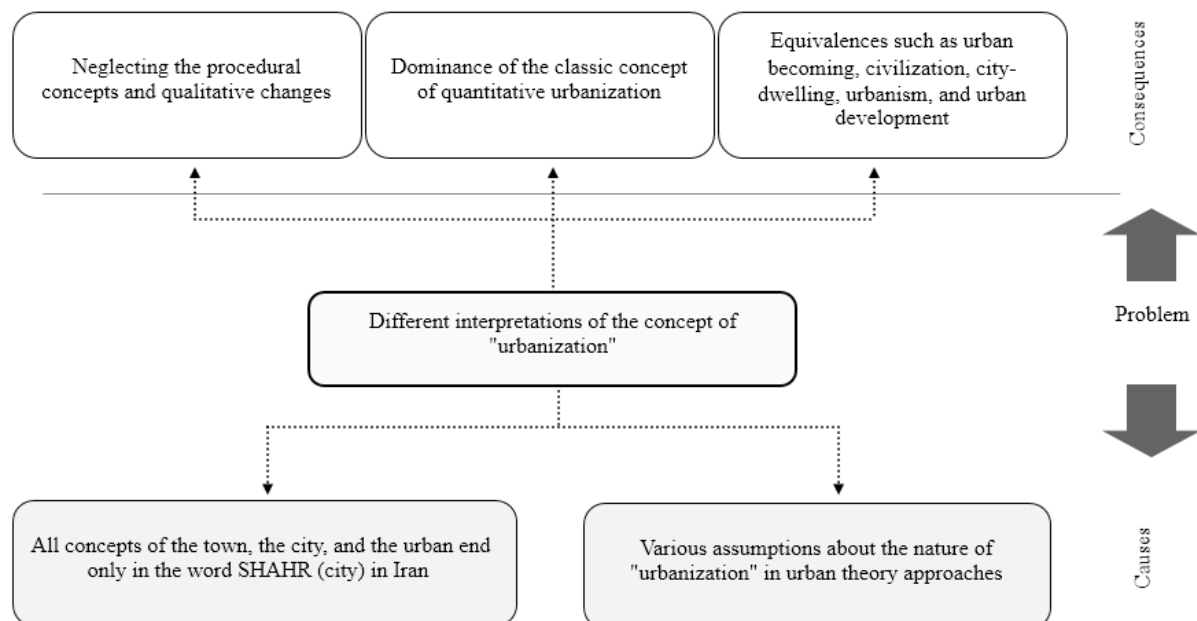 Neglecting the procedural
concepts and qualitative changes
Dominance of the classic concept
of quantitative urbanization
Equivalences such as urban
becoming, civilization, city-
dwelling, urbanism, and urban
development
Consequences
Different interpretations of the concept of
"urbanization"
Problem
All concepts of the town, the city, and the urban end
only in the word SHAHR (city) in Iran
Various assumptions about the nature of
"urbanization" in urban theory approaches
Causes